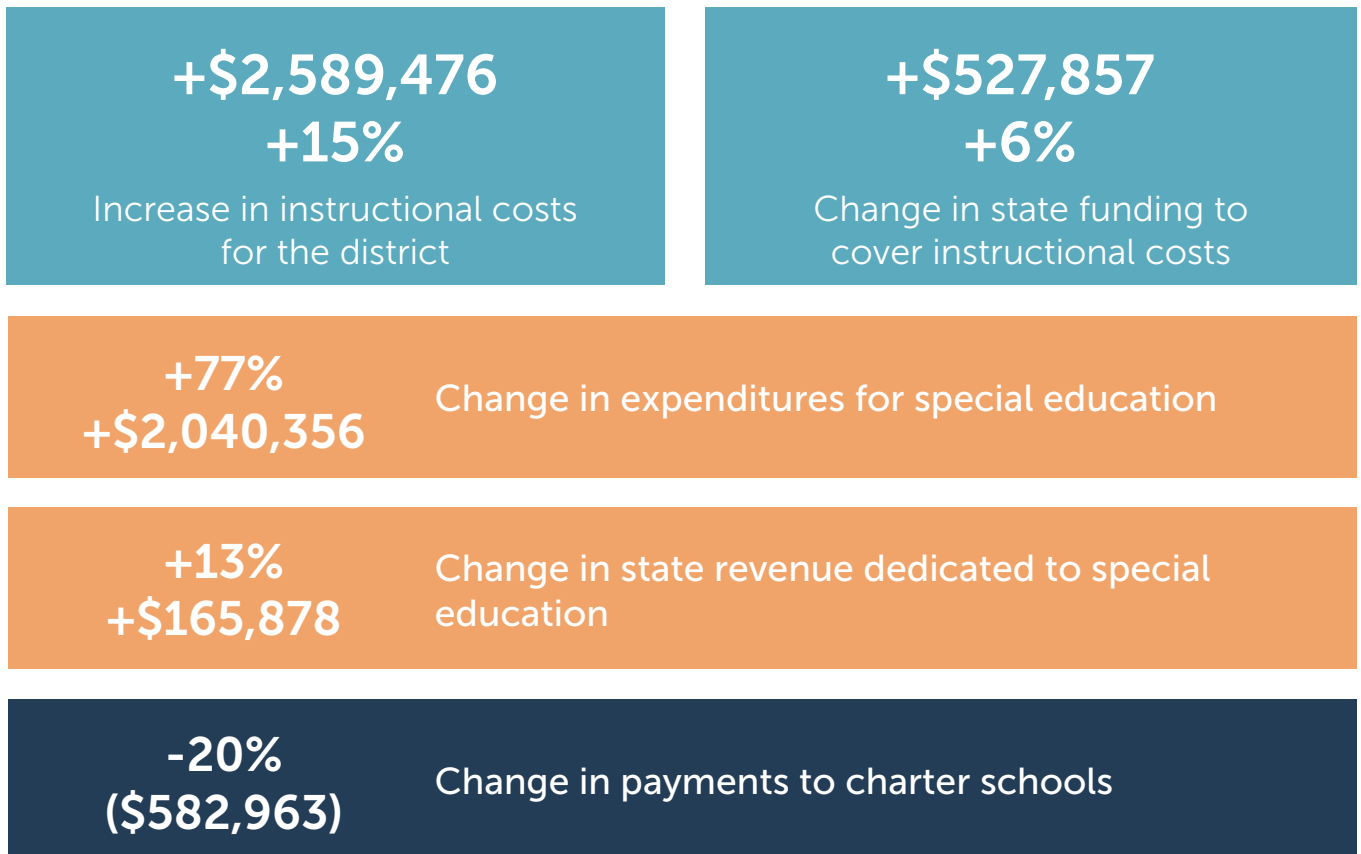 +$2,589,476
+15%
Increase in instructional costs
for the district
+$527,857
+6%
Change in state funding to
cover instructional costs
+77%
+$2,040,356
Change in expenditures for special education
+13%
+$165,878
Change in state revenue dedicated to special
education
-20%
($582,963)
Change in payments to charter schools